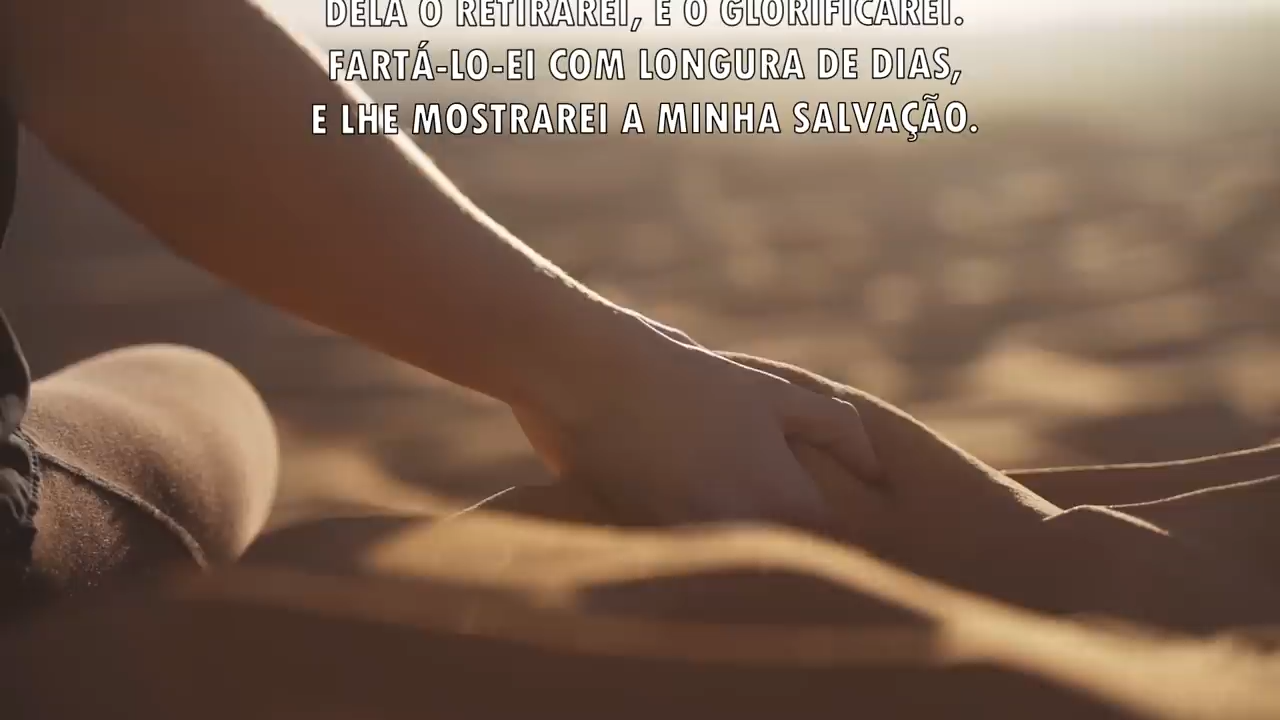 DELA O RETIRAREI, E O GLORIFICAREI.
FARTÁ-LO-EI COM LONGURA DE DIAS,
E LHE MOSTRAREI A MINHA SALVAÇÃO.